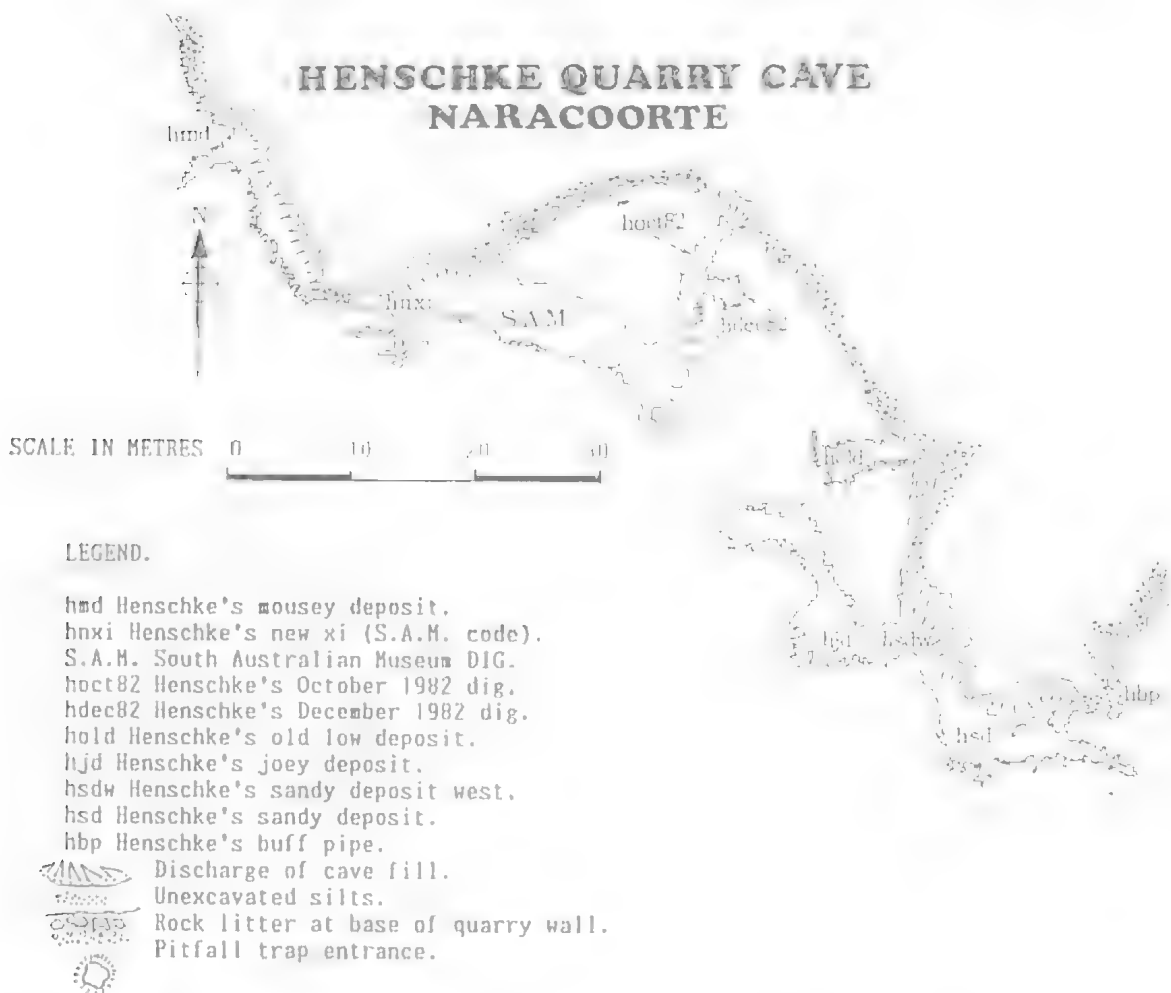 HENSCHKE QUARRY CAVE
NARACOORTE
hmd
N
hoct82
hnxi
S.A.M
hdec82
SCALE IN METRES 0 10 20 30
hold
LEGEND.
hjd hsdw
hmd Henschke's mousey deposit.
hnxi Henschke's new xi (S.A.M. code).
S.A.M. South Australian Museum DIG.
hoct82 Henschke's October 1982 dig.
hdec82 Henschke's December 1982 dig.
hbp
hold Henschke's old low deposit.
hsd
hjd Henschke's joey deposit.
hsdw Henschke's sandy deposit west.
hsd Henschke's sandy deposit.
hbp Henschke's buff pipe.
Discharge of cave fill.
Unexcavated silts.
Rock litter at base of quarry wall.
Pitfall trap entrance.